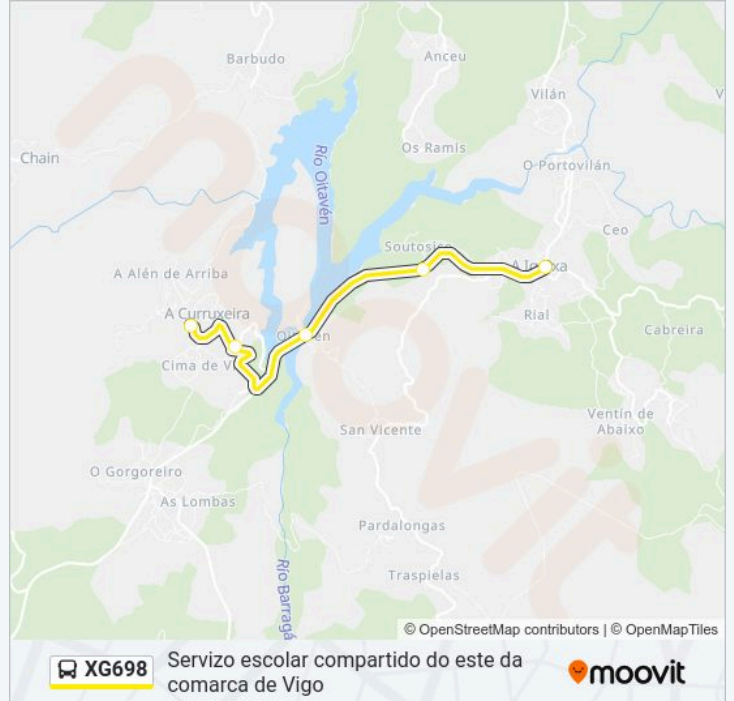 Barbudo
Anceu
Vilán
Chain
Os Ramis
O Portovilán
Río Oitavén
Ceo
Soutosico
A Alén de Arriba
A Curruxeira
Rial
Cabreira
Cima de V
San Vicente
Ventín de
Abaixo
O Gorgoreiro
As Lombas
Pardalongas
Traspielas
Río Barragá
moovit
© OpenStreetMap contributors | © OpenMapTiles
XG698
Servizo escolar compartido do este da
comarca de Vigo
moovit